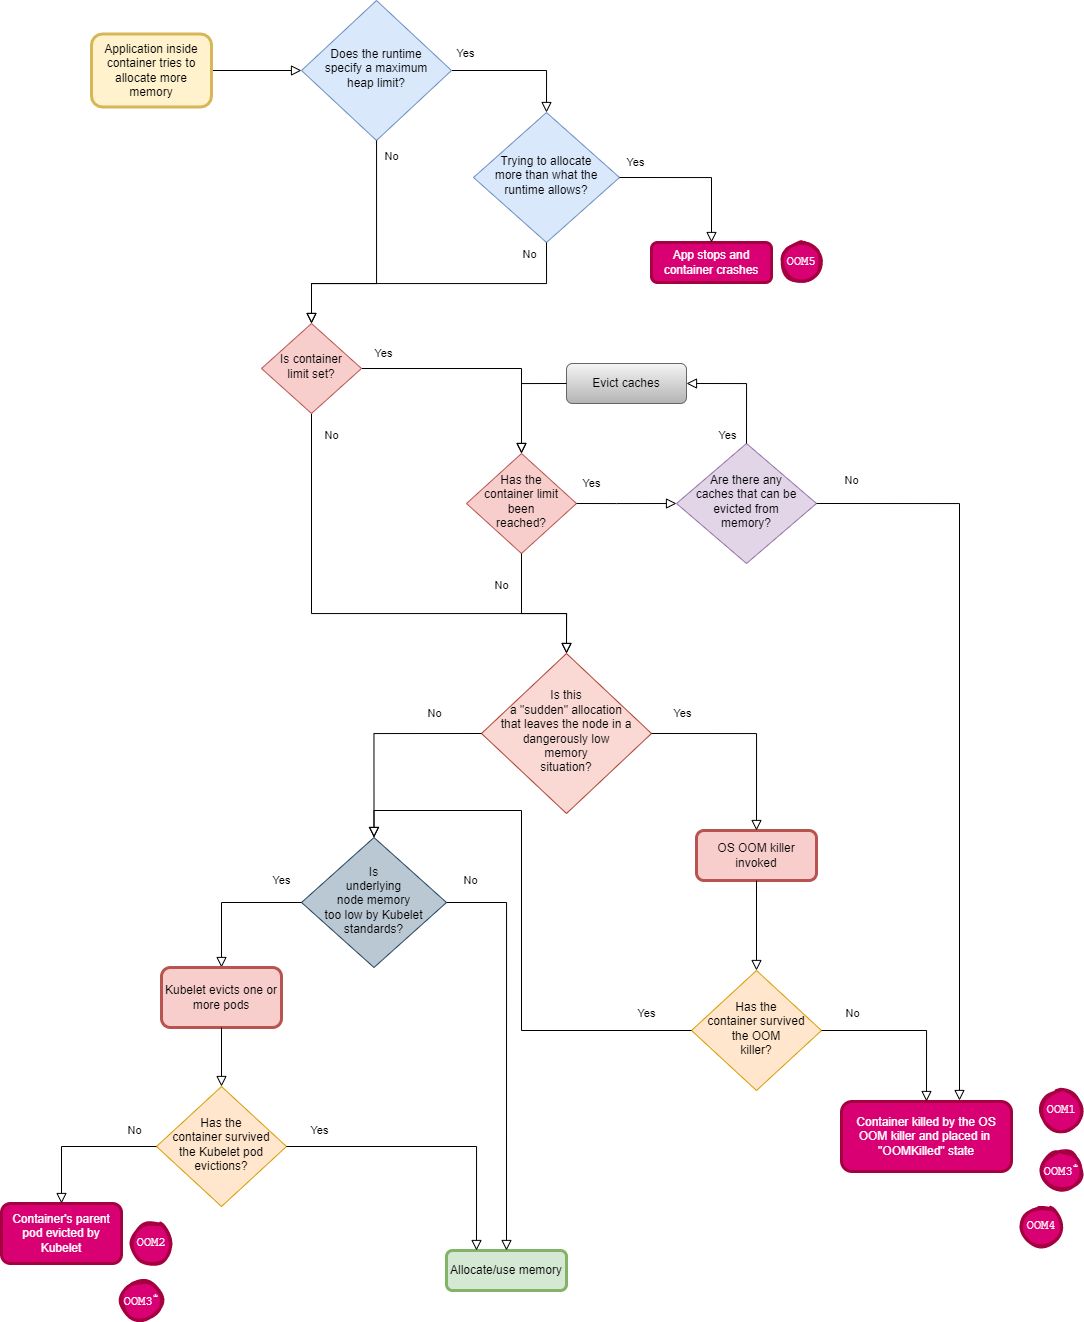 Application inside
container tries to
allocate more
memory
Does the runtime
specify a maximum
heap limit?
Yes
No
Trying to allocate
more than what the
runtime allows?
Yes
No
App stops and
container crashes
OOM5
Is container
limit set?
Yes
No
Evict caches
Yes
Has the
container limit
been
reached?
Yes
No
Are there any
caches that can be
evicted from
memory?
No
Is this
a "sudden" allocation
that leaves the node in a
dangerously low
memory
situation?
No
Yes
OS OOM killer
invoked
Is
underlying
node memory
too low by Kubelet
standards?
Yes
No
Kubelet evicts one or
more pods
Has the
container survived
the OOM
killer?
Yes
No
Has the
container survived
the Kubelet pod
evictions?
No
Yes
Container killed by the OS
OOM killer and placed in
"OOMKilled" state
OOM1
OOM3*
OOM4
Container's parent
pod evicted by
Kubelet
OOM2
OOM3*
Allocate/use memory